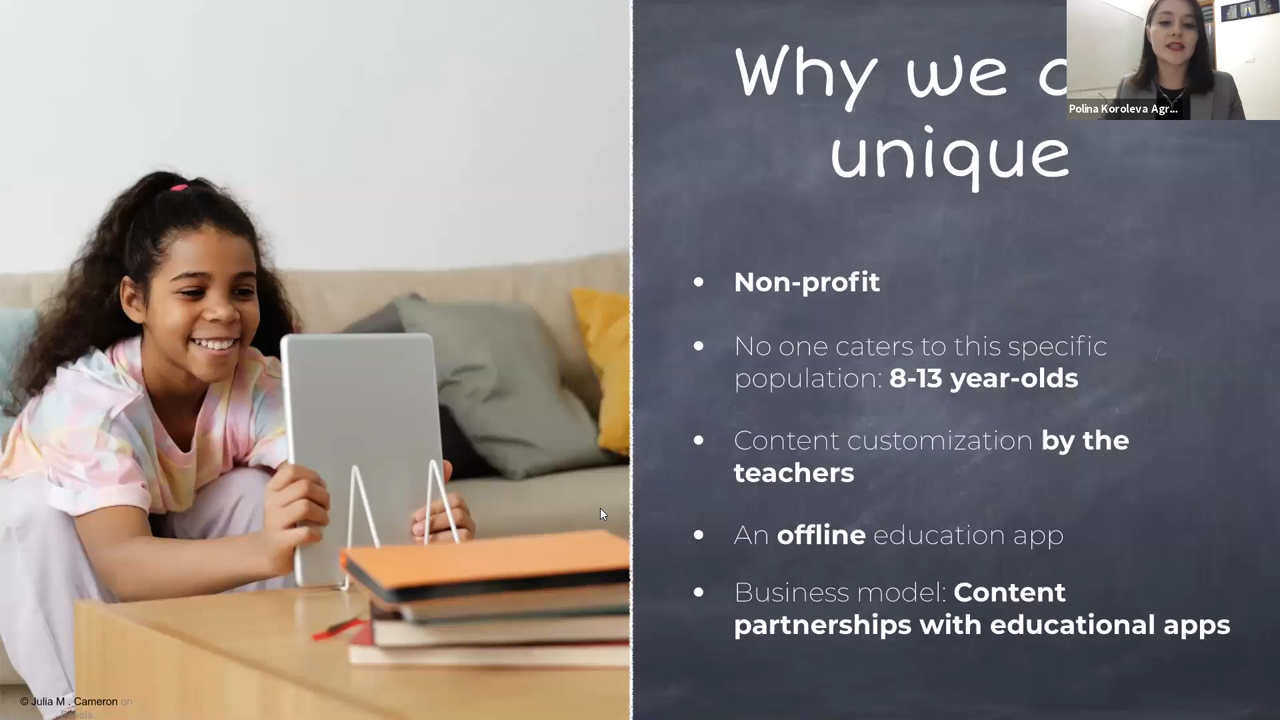 Why we
unique
Polina Koroleva Agr...
• Non-profit
• No one caters to this specific
population: 8-13 year-olds
• Content customization by the
teachers
• An offline education app
• Business model: Content
partnerships with educational apps
© Julia M . Cameron on